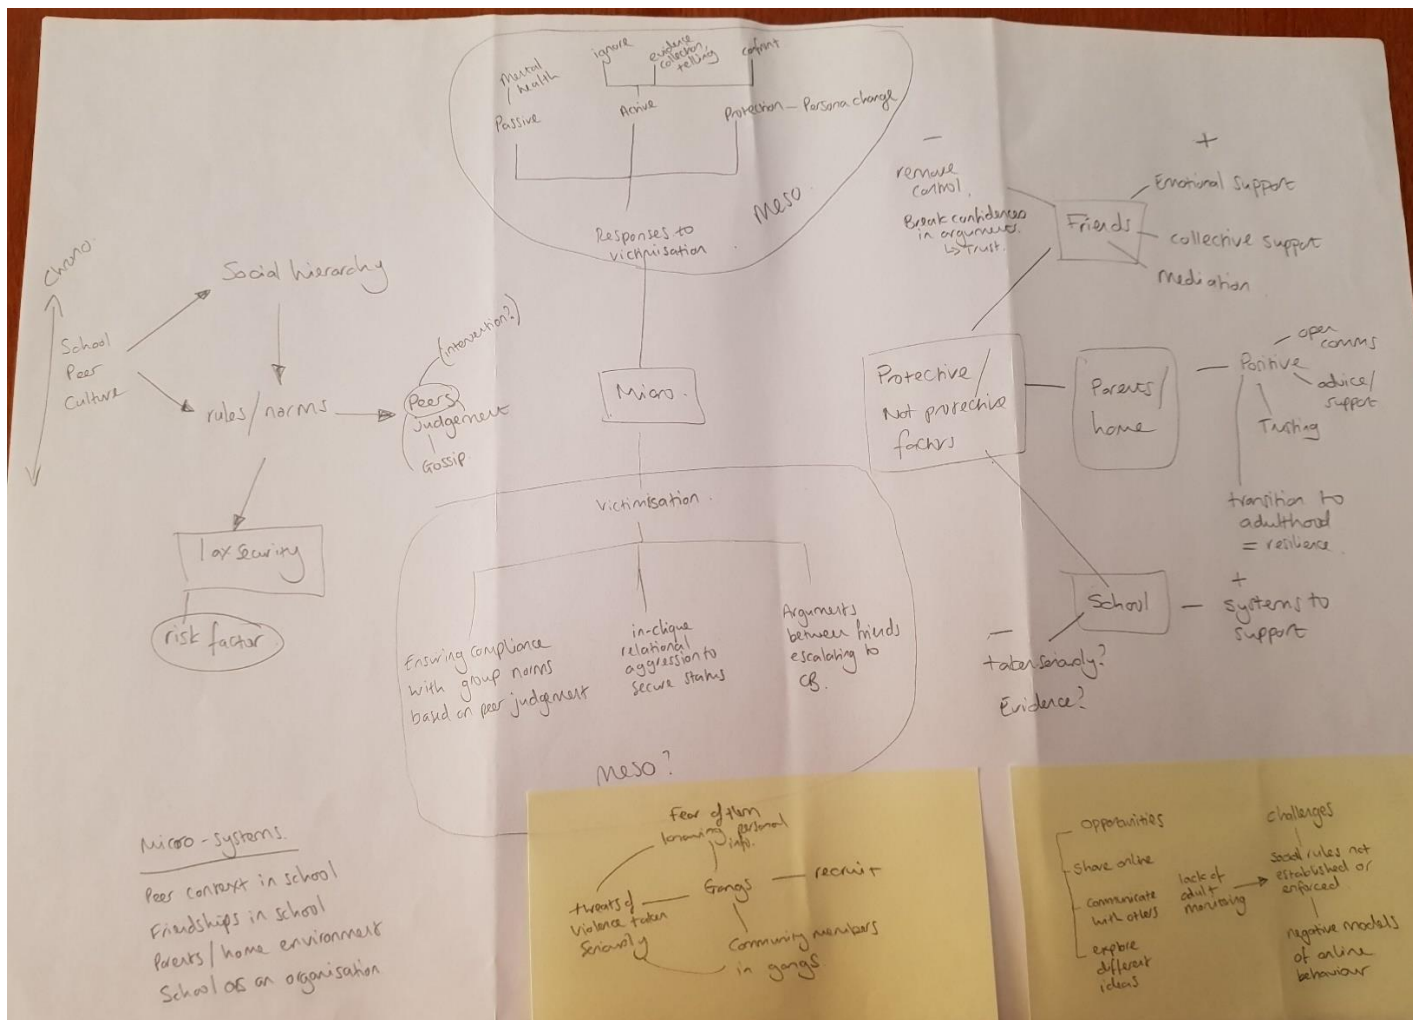 Mental
health
Passive
ignore
evidence
collection
telling
confront
Active
Protection – Persona change
Meso.
Responses to
victimisation
Chrono.
School
Peer
Culture
Social hierarchy
rules/norms
(intervention?)
Peers
judgement
Gossip.
lax security
risk factor
Micro.
Victimisation.
Ensuring compliance
with group norms
based on peer judgement
in-clique
relational
aggression to
secure status
Arguments
between friends
escalating to
CB.
Meso?
–
remove
control.
Break confidences
in arguments.
↳ Trust.
+
Friends
Emotional support
collective support
Mediation
Protective/
Not protective
factors
Parents/
home
Positive
open
comms
advice/
support
Trusting
transition to
adulthood
= resilience
School
+
systems to
support
–
taken seriously?
Evidence?
Micro-systems.
Peer context in school
Friendships in school
Parents/home environment
School as an organisation
Fear of them
knowing personal
info.
Gangs
recruit
threats of
violence taken
seriously
Community members
in gangs
opportunities
share online
communicate
with others
explore
different
ideas
lack of
adult
monitoring
challenges
social rules not
established or
enforced
negative models
of online
behaviour